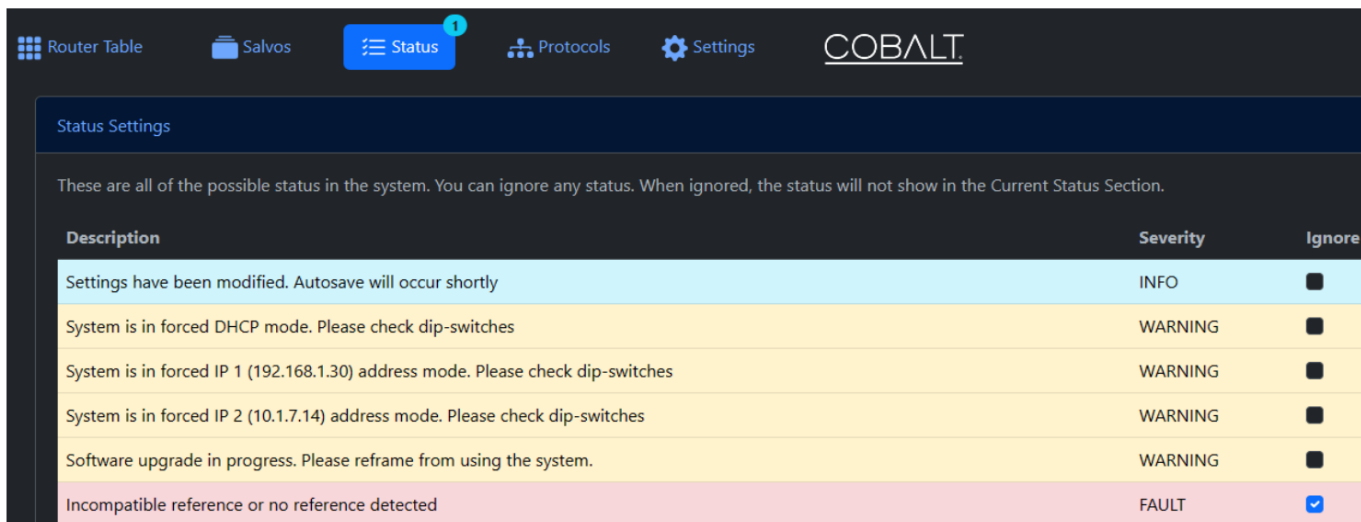 1
Router Table Salvos Status Protocols Settings COBALT.
Status Settings
These are all of the possible status in the system. You can ignore any status. When ignored, the status will not show in the Current Status Section.
Description Severity Ignore
Settings have been modified. Autosave will occur shortly INFO
System is in forced DHCP mode. Please check dip-switches WARNING
System is in forced IP 1 (192.168.1.30) address mode. Please check dip-switches WARNING
System is in forced IP 2 (10.1.7.14) address mode. Please check dip-switches WARNING
Software upgrade in progress. Please reframe from using the system. WARNING
Incompatible reference or no reference detected FAULT